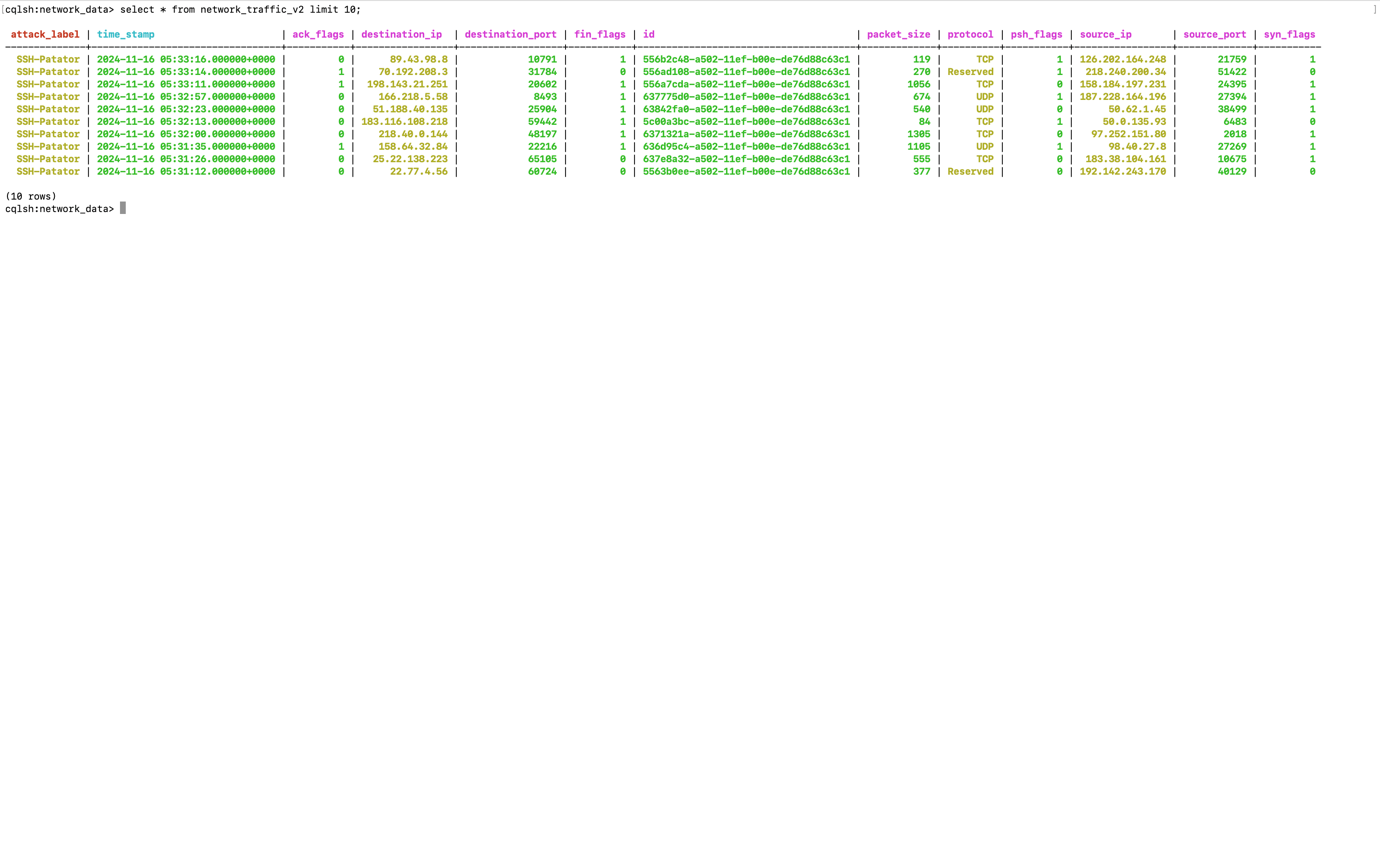 [cqlsh:network_data> select * from network_traffic_v2 limit 10; ]
attack_label | time_stamp | ack_flags | destination_ip | destination_port | fin_flags | id | packet_size | protocol | psh_flags | source_ip | source_port | syn_flags
--------------+---------------------------------+-----------+-----------------+------------------+-----------+--------------------------------------+-------------+----------+-----------+-----------------+-------------+-----------
SSH-Patator | 2024-11-16 05:33:16.000000+0000 | 0 | 89.43.98.8 | 10791 | 1 | 556b2c48-a502-11ef-b00e-de76d88c63c1 | 119 | TCP | 1 | 126.202.164.248 | 21759 | 1
SSH-Patator | 2024-11-16 05:33:14.000000+0000 | 1 | 70.192.208.3 | 31784 | 0 | 556ad108-a502-11ef-b00e-de76d88c63c1 | 270 | Reserved | 1 | 218.240.200.34 | 51422 | 0
SSH-Patator | 2024-11-16 05:33:11.000000+0000 | 1 | 198.143.21.251 | 20602 | 1 | 556a7cda-a502-11ef-b00e-de76d88c63c1 | 1056 | TCP | 0 | 158.184.197.231 | 24395 | 1
SSH-Patator | 2024-11-16 05:32:57.000000+0000 | 0 | 166.218.5.58 | 8493 | 1 | 637775d0-a502-11ef-b00e-de76d88c63c1 | 674 | UDP | 1 | 187.228.164.196 | 27394 | 1
SSH-Patator | 2024-11-16 05:32:23.000000+0000 | 0 | 51.188.40.135 | 25904 | 1 | 63842fa0-a502-11ef-b00e-de76d88c63c1 | 540 | UDP | 0 | 50.62.1.45 | 38499 | 1
SSH-Patator | 2024-11-16 05:32:13.000000+0000 | 0 | 183.116.108.218 | 59442 | 1 | 5c00a3bc-a502-11ef-b00e-de76d88c63c1 | 84 | TCP | 1 | 50.0.135.93 | 6483 | 0
SSH-Patator | 2024-11-16 05:32:00.000000+0000 | 0 | 218.40.0.144 | 48197 | 1 | 6371321a-a502-11ef-b00e-de76d88c63c1 | 1305 | TCP | 0 | 97.252.151.80 | 2018 | 1
SSH-Patator | 2024-11-16 05:31:35.000000+0000 | 1 | 158.64.32.84 | 22216 | 1 | 636d95c4-a502-11ef-b00e-de76d88c63c1 | 1105 | UDP | 1 | 98.40.27.8 | 27269 | 1
SSH-Patator | 2024-11-16 05:31:26.000000+0000 | 0 | 25.22.138.223 | 65105 | 0 | 637e8a32-a502-11ef-b00e-de76d88c63c1 | 555 | TCP | 0 | 183.38.104.161 | 10675 | 1
SSH-Patator | 2024-11-16 05:31:12.000000+0000 | 0 | 22.77.4.56 | 60724 | 0 | 5563b0ee-a502-11ef-b00e-de76d88c63c1 | 377 | Reserved | 0 | 192.142.243.170 | 40129 | 0
(10 rows)
cqlsh:network_data>